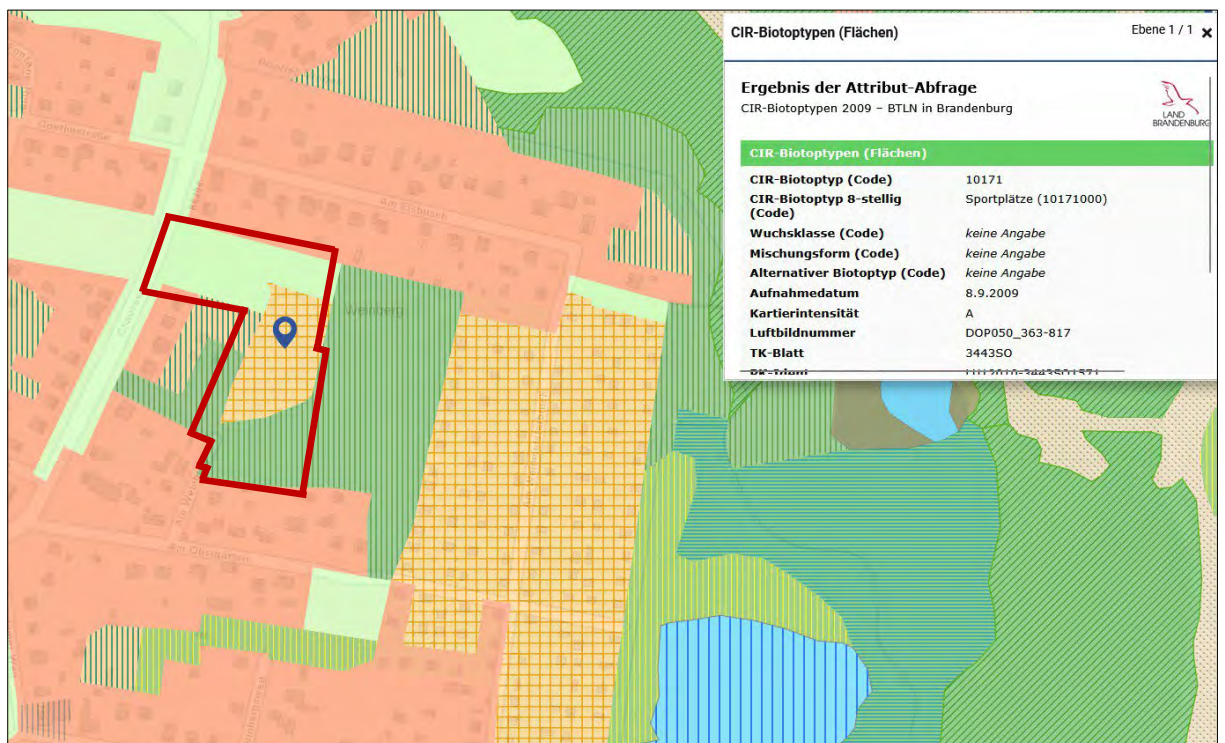 CIR-Biotoptypen (Flächen)
Ebene 1 / 1 ×
Ergebnis der Attribut-Abfrage
CIR-Biotoptypen 2009 – BTLN in Brandenburg
LAND
BRANDENBURG
CIR-Biotoptypen (Flächen)
CIR-Biotoptyp (Code) 10171
CIR-Biotoptyp 8-stellig Sportplätze (10171000)
(Code)
Wuchsklasse (Code) keine Angabe
Mischungsform (Code) keine Angabe
Alternativer Biotoptyp (Code) keine Angabe
Aufnahmedatum 8.9.2009
Kartierintensität A
Luftbildnummer DOP050_363-817
TK-Blatt 3443SO
Goethestraße
Am Elsbusch
Weinberg
Am Obstgarten